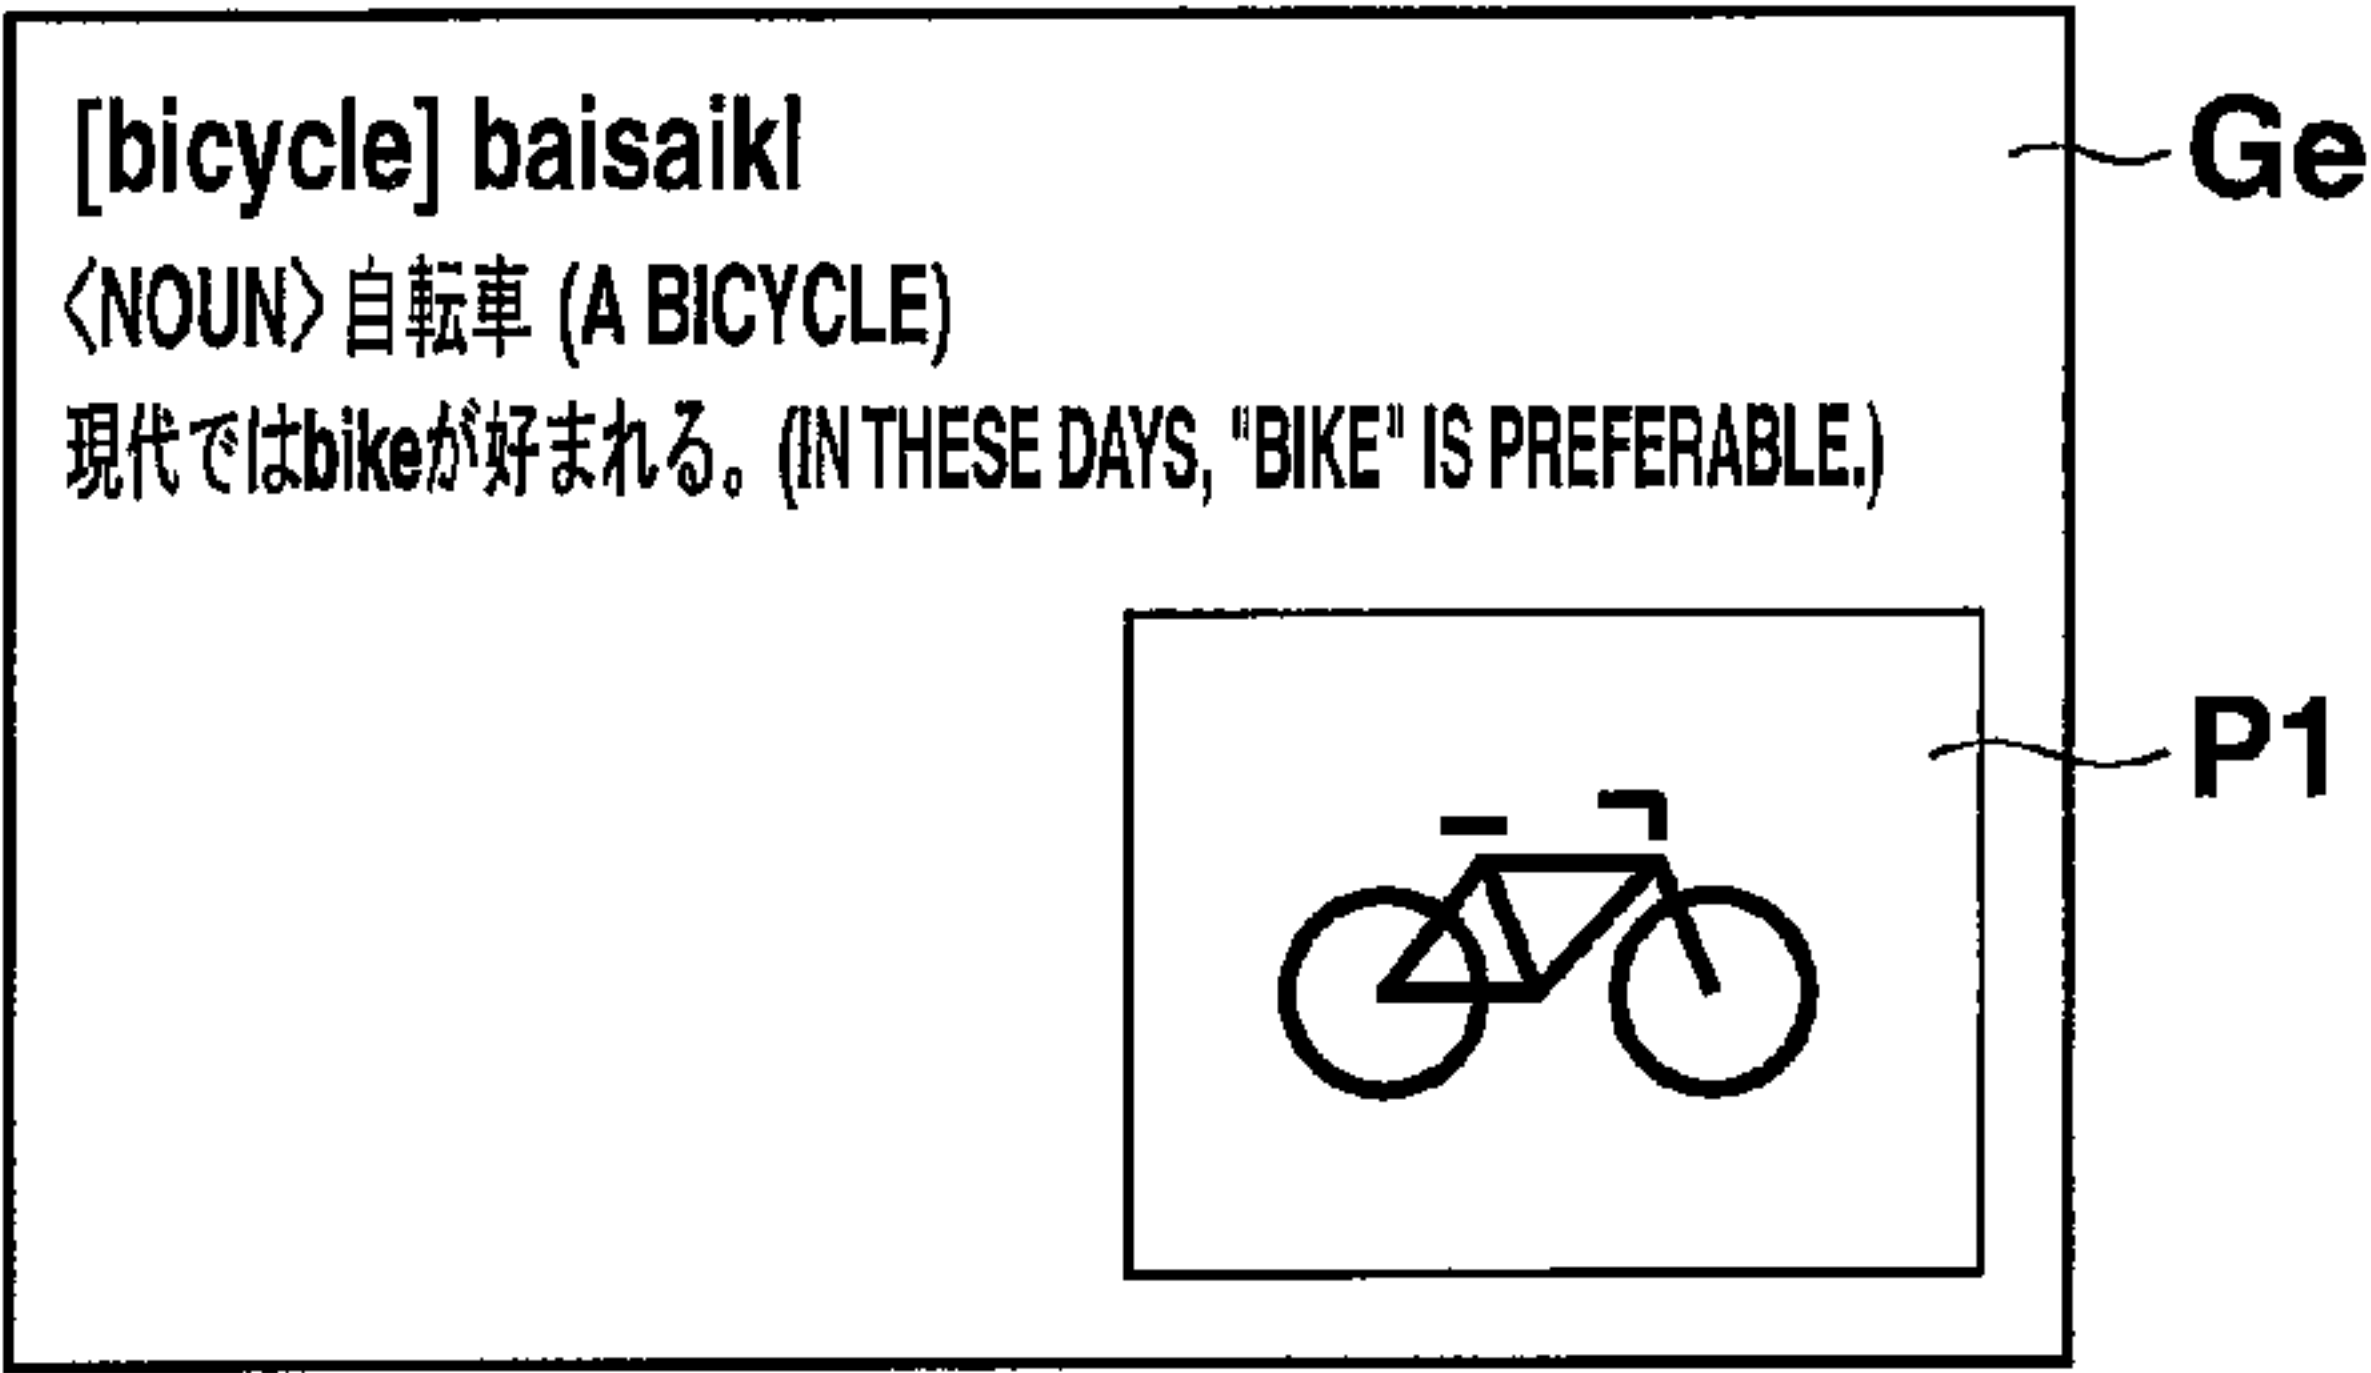 [bicycle] baisaikl
〈NOUN〉 自転車 (A BICYCLE)
現代ではbikeが好まれる。 (IN THESE DAYS, "BIKE" IS PREFERABLE.)
Ge
P1